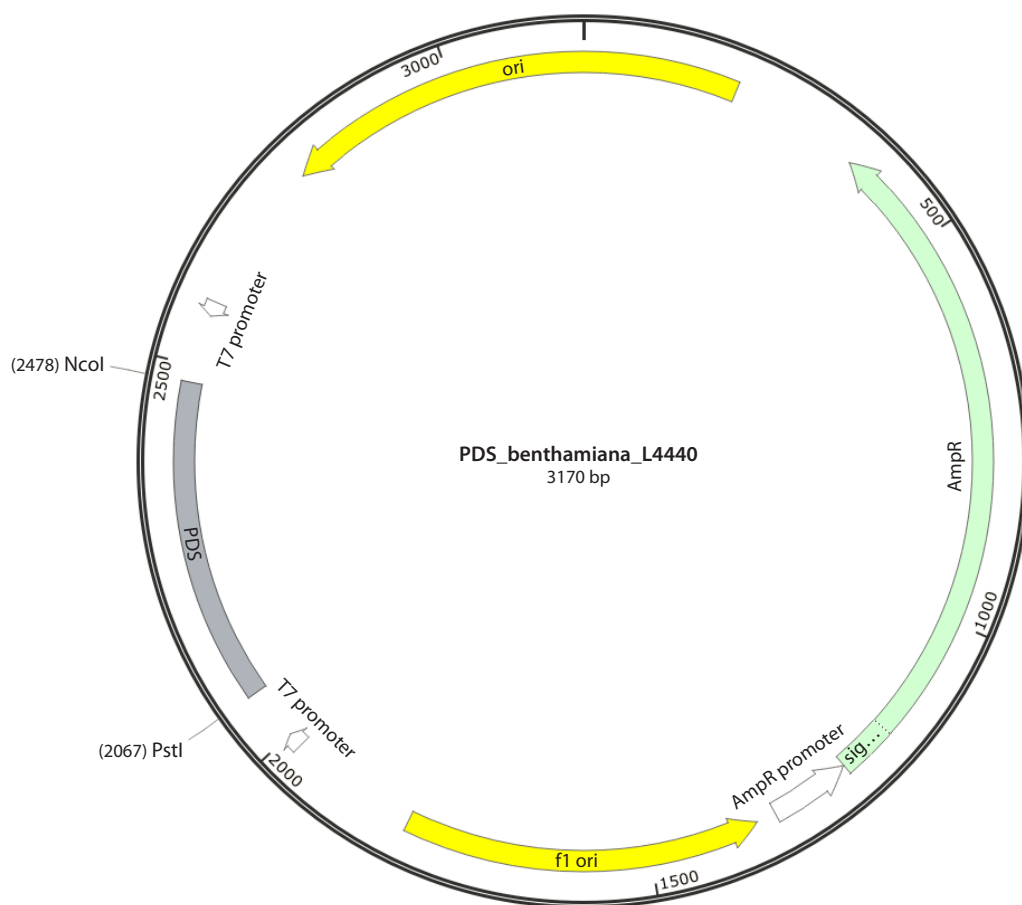 3000
ori
500
T7 promoter
(2478) NcoI
2500
PDS_benthamiana_L4440
3170 bp
AmpR
PDS
1000
T7 promoter
(2067) PstI
2000
AmpR promoter
sig...
f1 ori
1500